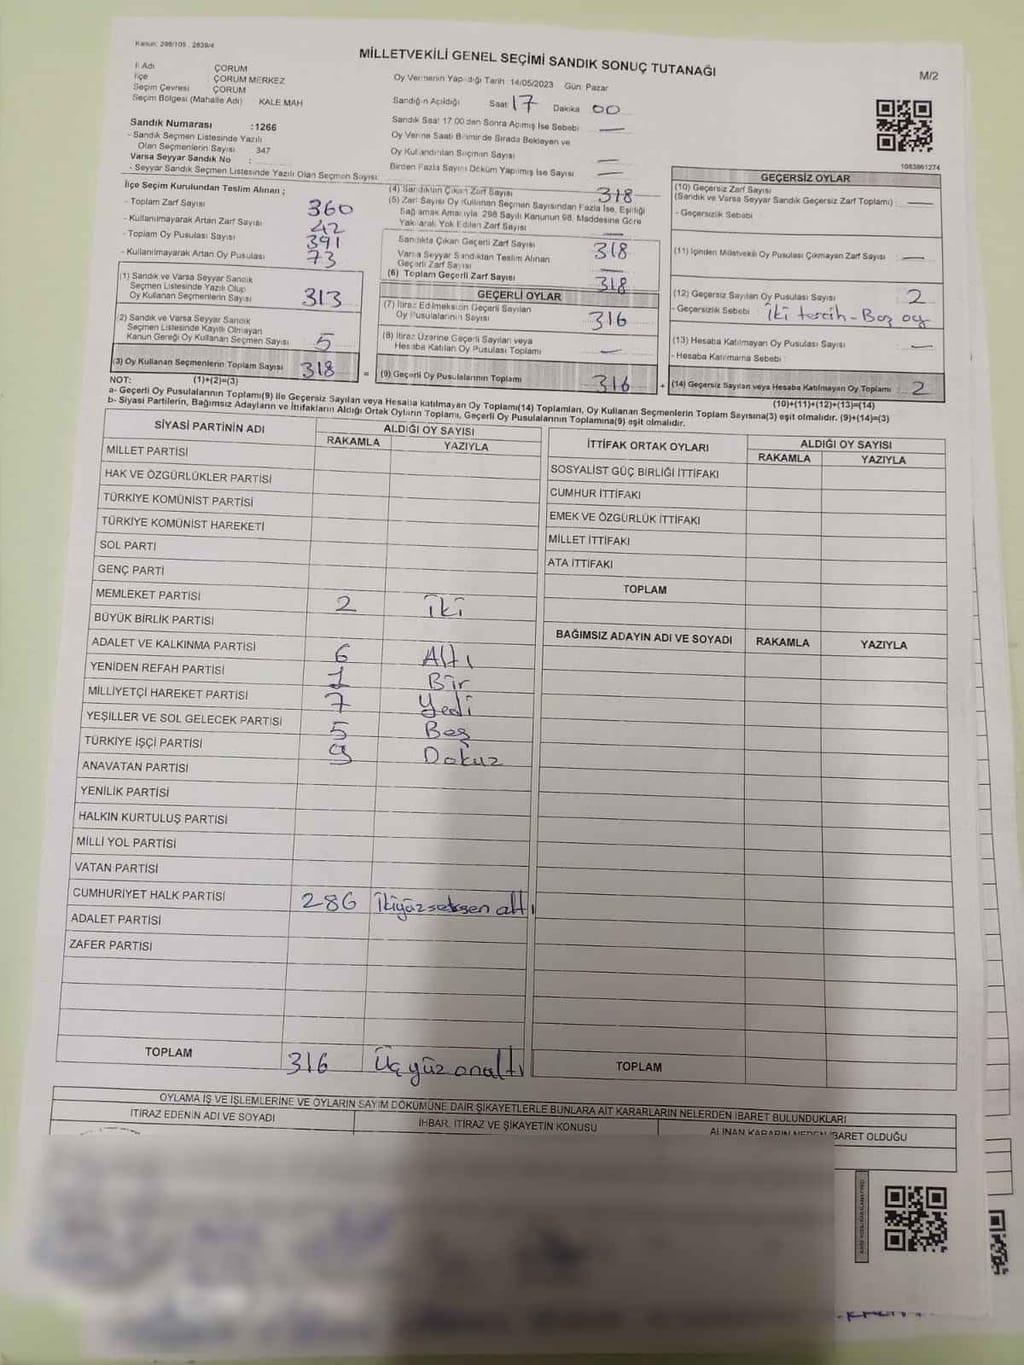 Kanun: 298/105 , 2839/4
MİLLETVEKİLİ GENEL SEÇİMİ SANDIK SONUÇ TUTANAĞI
M/2
İl Adı ÇORUM
İlçe ÇORUM MERKEZ
Seçim Çevresi ÇORUM
Seçim Bölgesi (Mahalle Adı) KALE MAH
Oy Vermenin Yapıldığı Tarih : 14/05/2023 Gün: Pazar
Sandığın Açıldığı Saat 17 Dakika 00
Sandık Saat 17.00'den Sonra Açılmış İse Sebebi —
Oy Verme Saati Bitimirde Sırada Bekleyen ve
Oy Kullandırılan Seçmen Sayısı —
Birden Fazla Sayım Döküm Yapılmış İse Sayısı —
Sandık Numarası :1266
- Sandık Seçmen Listesinde Yazılı
Olan Seçmenlerin Sayısı 347
Varsa Seyyar Sandık No :
- Seyyar Sandık Seçmen Listesinde Yazılı Olan Seçmen Sayısı
1083861274
İlçe Seçim Kurulundan Teslim Alınan ;
- Toplam Zarf Sayısı 360
- Kullanılmayarak Artan Zarf Sayısı 42
- Toplam Oy Pusulası Sayısı 391
- Kullanılmayarak Artan Oy Pusulası 73
(1) Sandık ve Varsa Seyyar Sandık
Seçmen Listesinde Yazılı Olup
Oy Kullanan Seçmenlerin Sayısı 313
(2) Sandık ve Varsa Seyyar Sandık
Seçmen Listesinde Kayıtlı Olmayan
Kanun Gereği Oy Kullanan Seçmen Sayısı 5
(3) Oy Kullanan Seçmenlerin Toplam Sayısı 318
(4) Sandıktan Çıkan Zarf Sayısı 318
(5) Zarf Sayısı Oy Kullanan Seçmen Sayısından Fazla İse, Eşitliği
Sağlamak Amacıyla 298 Sayılı Kanunun 98. Maddesine Göre
Yakılarak Yok Edilen Zarf Sayısı —
Sandıkta Çıkan Geçerli Zarf Sayısı 318
Varsa Seyyar Sandıktan Teslim Alınan
Geçerli Zarf Sayısı —
(6) Toplam Geçerli Zarf Sayısı 318
GEÇERLİ OYLAR
(7) İtiraz Edilmeksizin Geçerli Sayılan
Oy Pusulalarının Sayısı 316
(8) İtiraz Üzerine Geçerli Sayılan veya
Hesaba Katılan Oy Pusulası Toplamı —
= (9) Geçerli Oy Pusulalarının Toplamı 316
GEÇERSİZ OYLAR
(10) Geçersiz Zarf Sayısı
(Sandık ve Varsa Seyyar Sandık Geçersiz Zarf Toplamı) —
- Geçersizlik Sebebi
(11) İçinden Milletvekili Oy Pusulası Çıkmayan Zarf Sayısı —
(12) Geçersiz Sayılan Oy Pusulası Sayısı 2
- Geçersizlik Sebebi İki tercih - Boş oy
(13) Hesaba Katılmayan Oy Pusulası Sayısı —
- Hesaba Katılmama Sebebi
+ (14) Geçersiz Sayılan veya Hesaba Katılmayan Oy Toplamı 2
NOT: (1)+(2)=(3) (10)+(11)+(12)+(13)=(14)
a- Geçerli Oy Pusulalarının Toplamı(9) ile Geçersiz Sayılan veya Hesaba katılmayan Oy Toplamı(14) Toplamları, Oy Kullanan Seçmenlerin Toplam Sayısına(3) eşit olmalıdır. (9)+(14)=(3)
b- Siyasi Partilerin, Bağımsız Adayların ve İttifakların Aldığı Ortak Oyların Toplamı, Geçerli Oy Pusulalarının Toplamına(9) eşit olmalıdır.
SİYASİ PARTİNİN ADI ALDIĞI OY SAYISI
RAKAMLA YAZIYLA
MİLLET PARTİSİ
HAK VE ÖZGÜRLÜKLER PARTİSİ
TÜRKİYE KOMÜNİST PARTİSİ
TÜRKİYE KOMÜNİST HAREKETİ
SOL PARTİ
GENÇ PARTİ
MEMLEKET PARTİSİ 2 İki
BÜYÜK BİRLİK PARTİSİ
ADALET VE KALKINMA PARTİSİ 6 Altı
YENİDEN REFAH PARTİSİ 1 Bir
MİLLİYETÇİ HAREKET PARTİSİ 7 Yedi
YEŞİLLER VE SOL GELECEK PARTİSİ 5 Beş
TÜRKİYE İŞÇİ PARTİSİ 9 Dokuz
ANAVATAN PARTİSİ
YENİLİK PARTİSİ
HALKIN KURTULUŞ PARTİSİ
MİLLİ YOL PARTİSİ
VATAN PARTİSİ
CUMHURİYET HALK PARTİSİ 286 İkiyüzseksen altı
ADALET PARTİSİ
ZAFER PARTİSİ
TOPLAM 316 Üç yüz onaltı
İTTİFAK ORTAK OYLARI ALDIĞI OY SAYISI
RAKAMLA YAZIYLA
SOSYALİST GÜÇ BİRLİĞİ İTTİFAKI
CUMHUR İTTİFAKI
EMEK VE ÖZGÜRLÜK İTTİFAKI
MİLLET İTTİFAKI
ATA İTTİFAKI
TOPLAM
BAĞIMSIZ ADAYIN ADI VE SOYADI RAKAMLA YAZIYLA
TOPLAM
OYLAMA İŞ VE İŞLEMLERİNE VE OYLARIN SAYIM DÖKÜMÜNE DAİR ŞİKAYETLERLE BUNLARA AİT KARARLARIN NELERDEN İBARET BULUNDUKLARI
İTİRAZ EDENİN ADI VE SOYADI İHBAR, İTİRAZ VE ŞİKAYETİN KONUSU ALINAN KARARIN NEDEN İBARET OLDUĞU